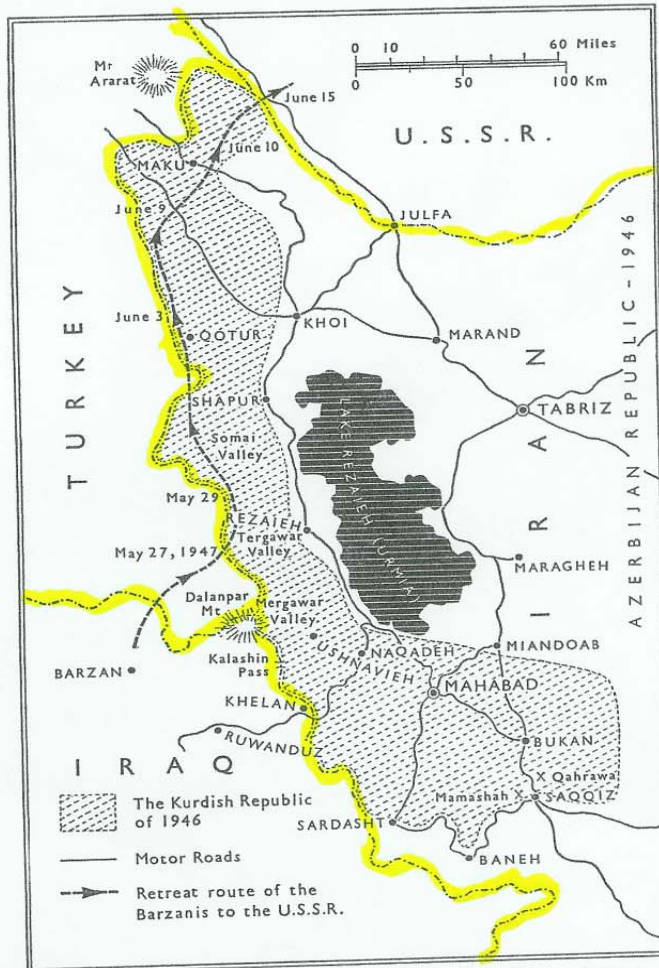 Mr
Ararat
0 10 60 Miles
0 50 100 Km
June 15
U.S.S.R.
June 10
MAKU
June 9
JULFA
TURKEY
June 3
KHOI
QOTUR
MARAND
IRAN
AZERBIJAN REPUBLIC-1946
SHAPUR
TABRIZ
LAKE REZAIEH (URMIA)
Somai
Valley
May 29
REZAIEH
Tergawar
Valley
May 27, 1947
MARAGHEH
Dalanpar
Mt
Mergawar
Valley
USHNAVIEH
NAQADEH
MIANDOAB
Kalashin
Pass
BARZAN
MAHABAD
KHELAN
RUWANDUZ
BUKAN
IRAQ
X Qahrawa
Mamashah X
SAQQIZ
The Kurdish Republic
of 1946
SARDASHT
BANEH
Motor Roads
Retreat route of the
Barzanis to the U.S.S.R.